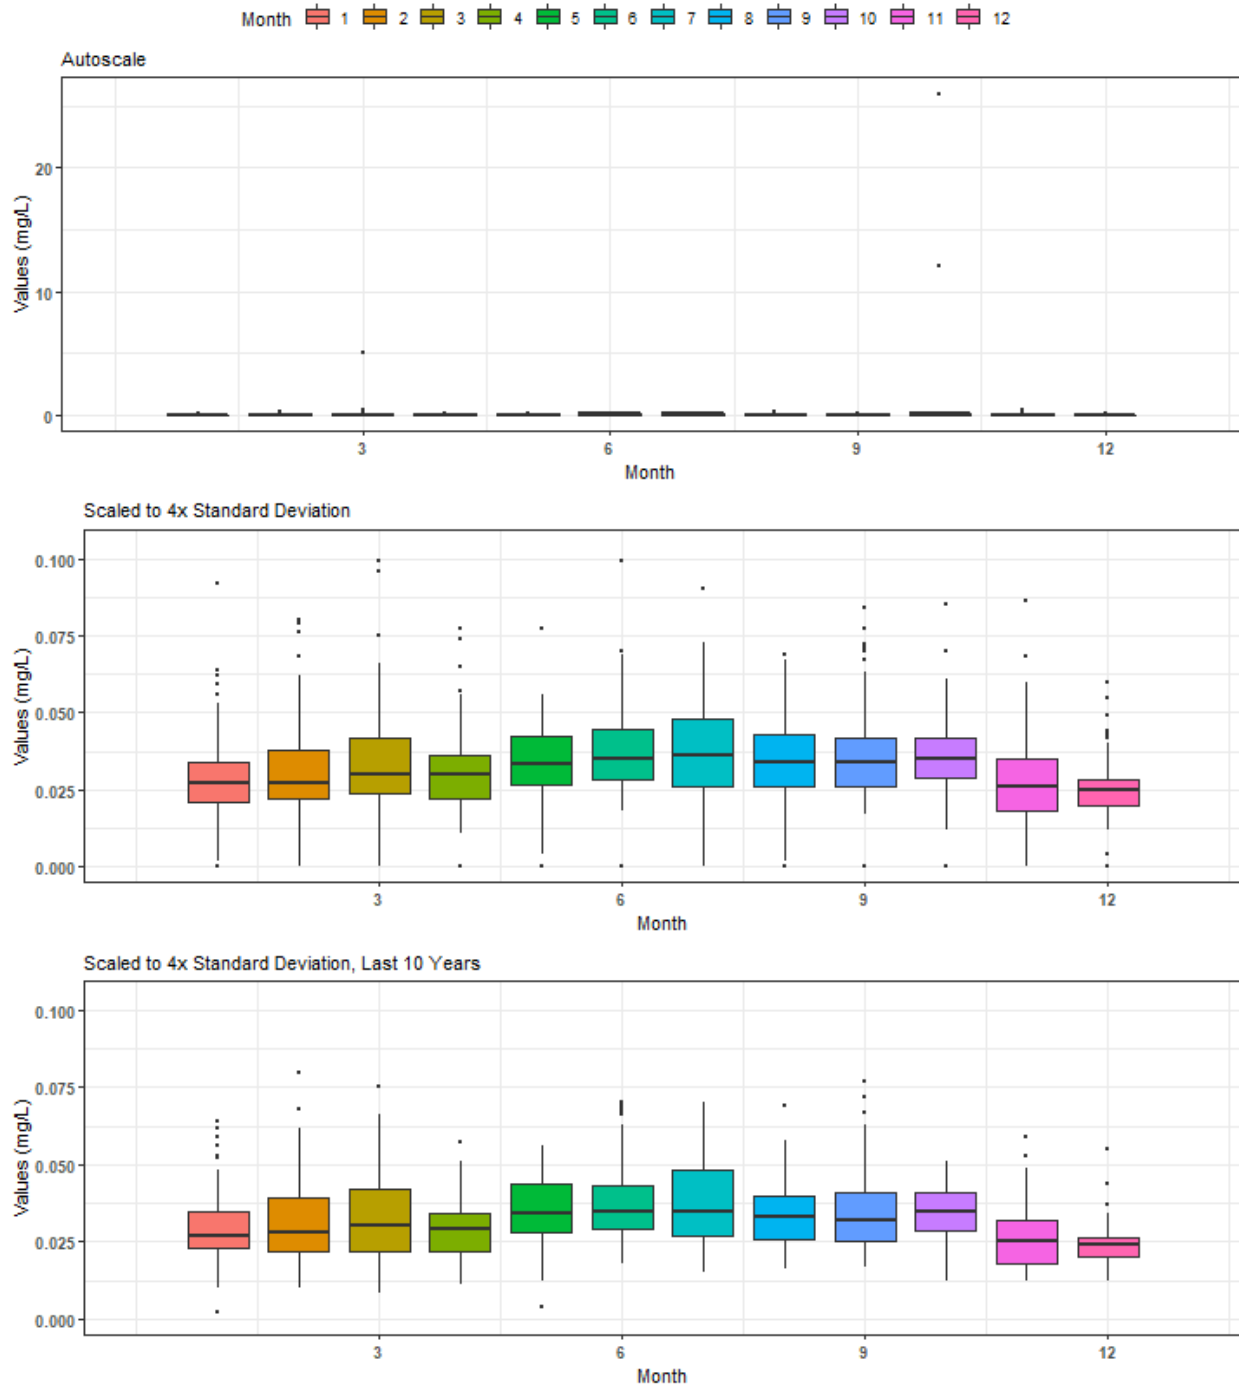 Month 1 2 3 4 5 6 7 8 9 10 11 12
Autoscale
Values (mg/L)
20
10
0
3 6 9 12
Month
Scaled to 4x Standard Deviation
Values (mg/L)
0.100
0.075
0.050
0.025
0.000
3 6 9 12
Month
Scaled to 4x Standard Deviation, Last 10 Years
Values (mg/L)
0.100
0.075
0.050
0.025
0.000
3 6 9 12
Month